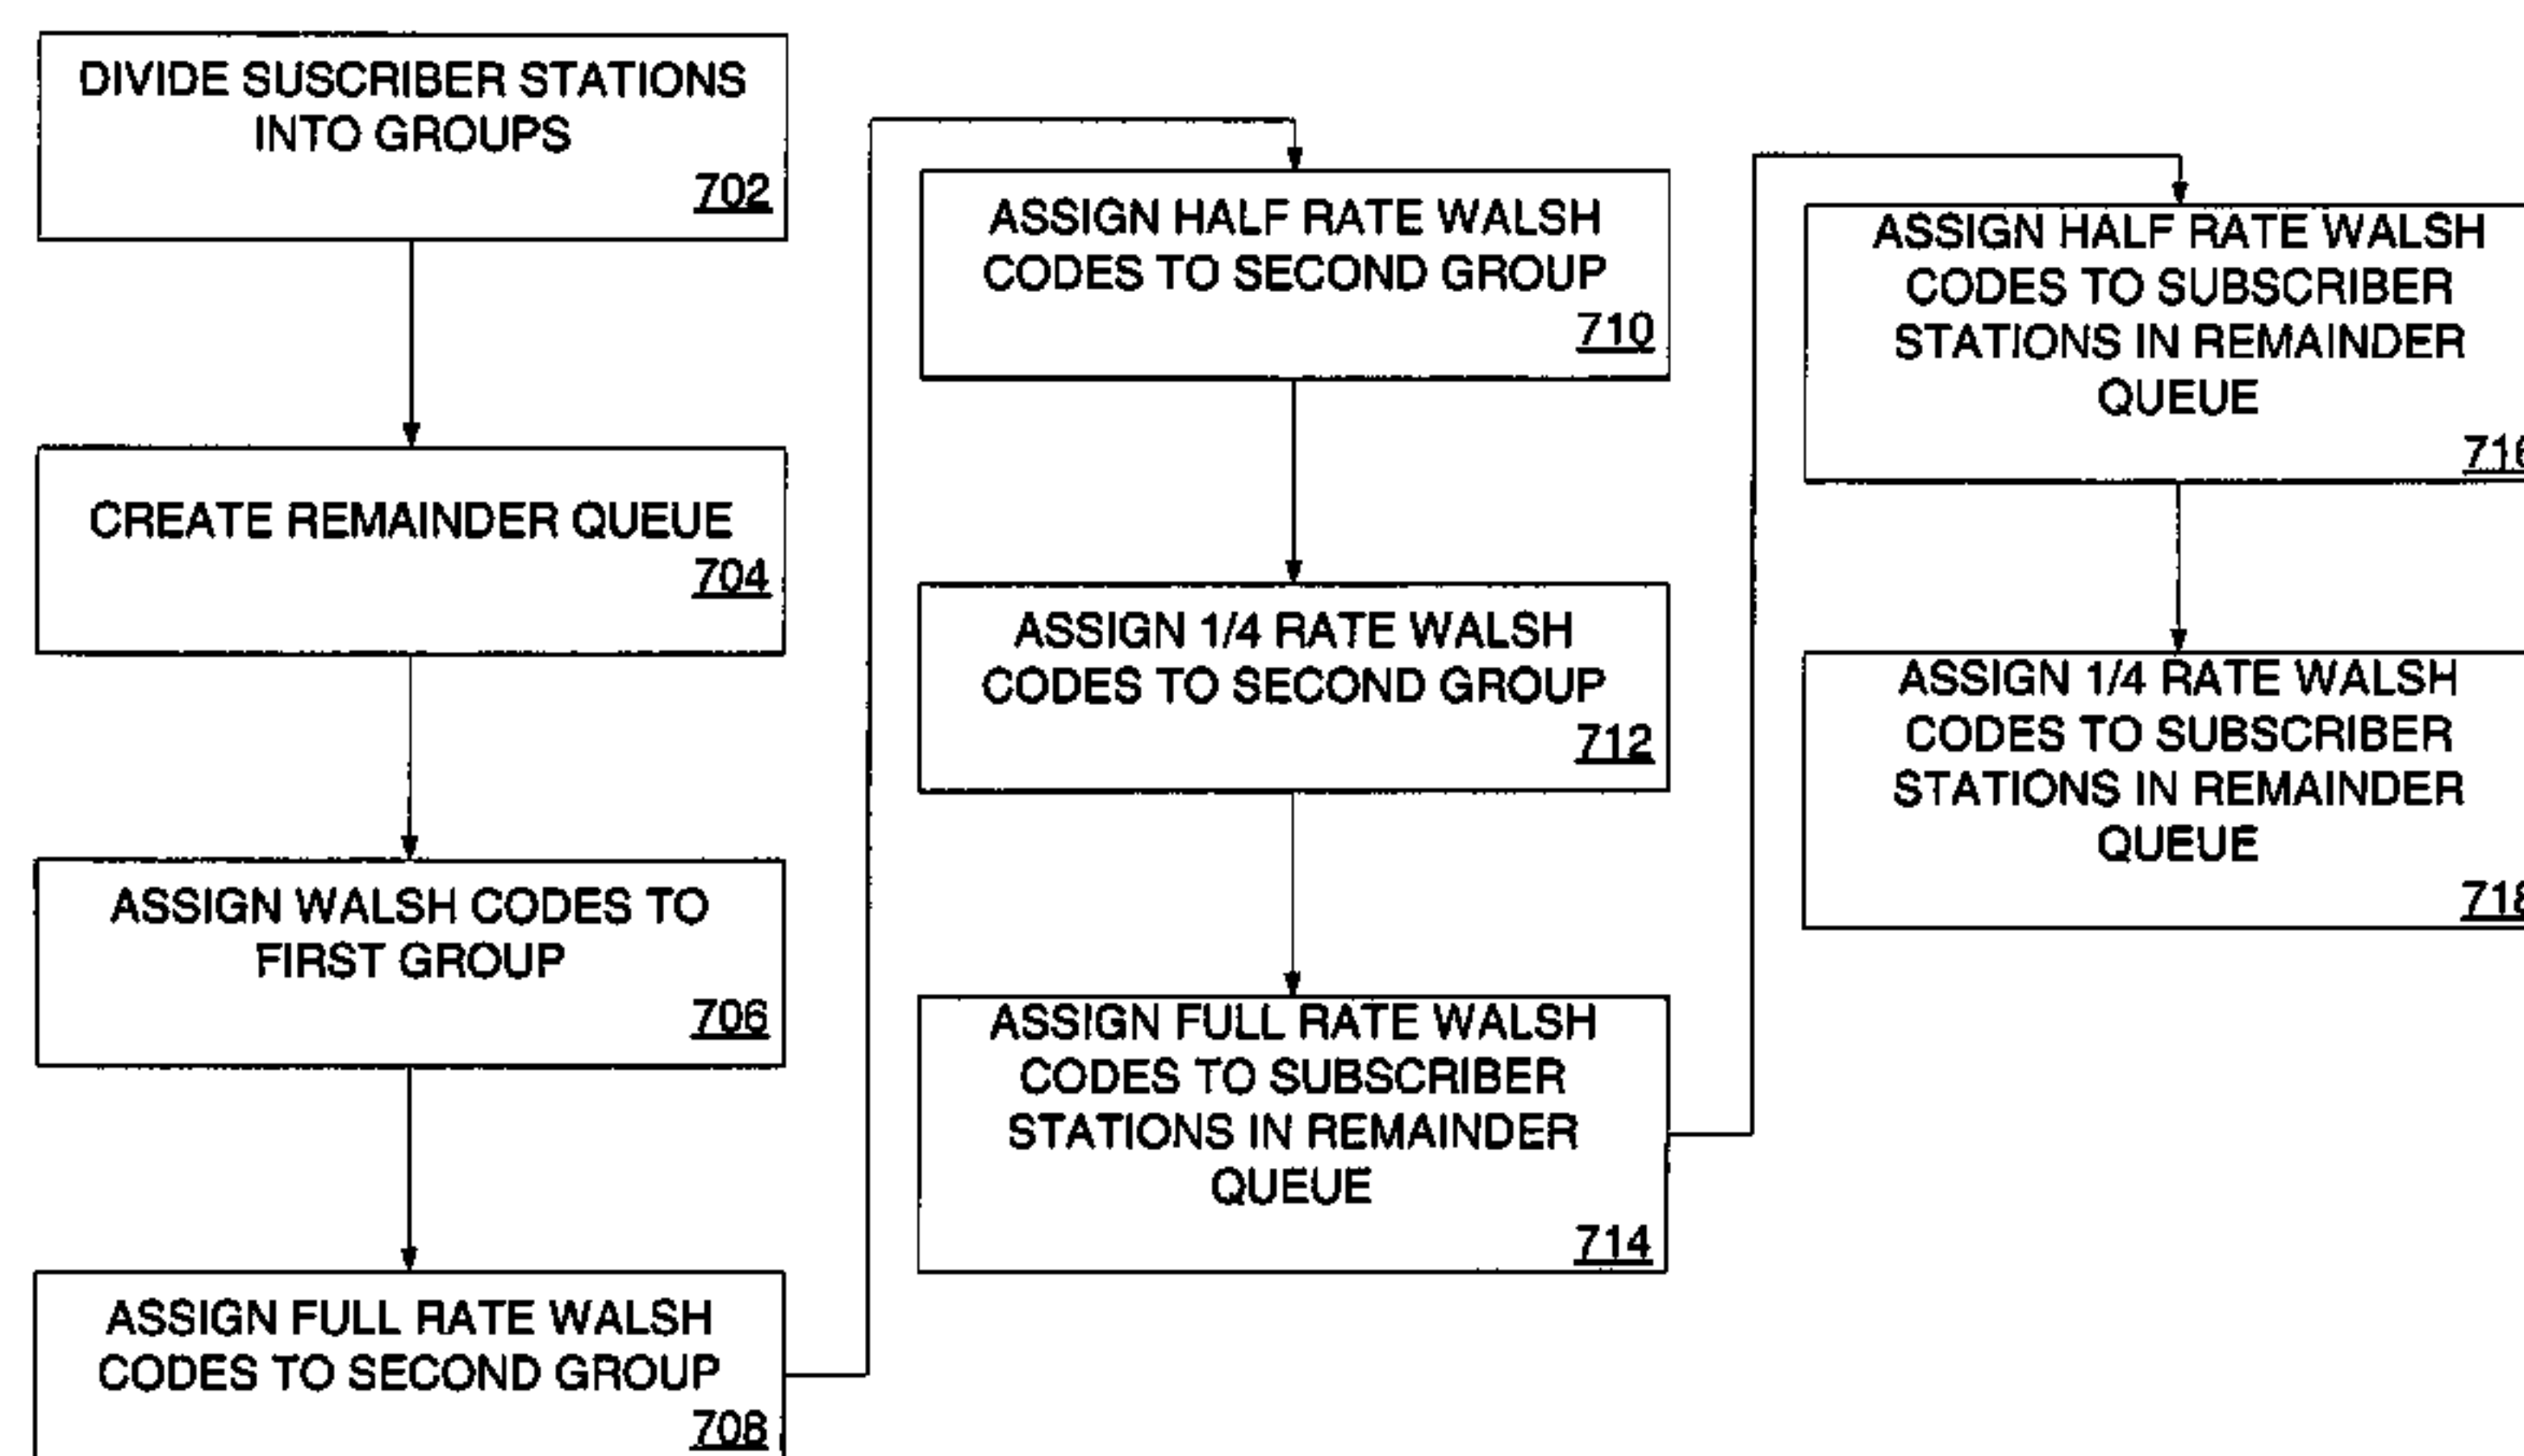 DIVIDE SUSCRIBER STATIONS
INTO GROUPS
702
CREATE REMAINDER QUEUE
704
ASSIGN WALSH CODES TO
FIRST GROUP
706
ASSIGN FULL RATE WALSH
CODES TO SECOND GROUP
708
ASSIGN HALF RATE WALSH
CODES TO SECOND GROUP
710
ASSIGN 1/4 RATE WALSH
CODES TO SECOND GROUP
712
ASSIGN FULL RATE WALSH
CODES TO SUBSCRIBER
STATIONS IN REMAINDER
QUEUE
714
ASSIGN HALF RATE WALSH
CODES TO SUBSCRIBER
STATIONS IN REMAINDER
QUEUE
716
ASSIGN 1/4 RATE WALSH
CODES TO SUBSCRIBER
STATIONS IN REMAINDER
QUEUE
718